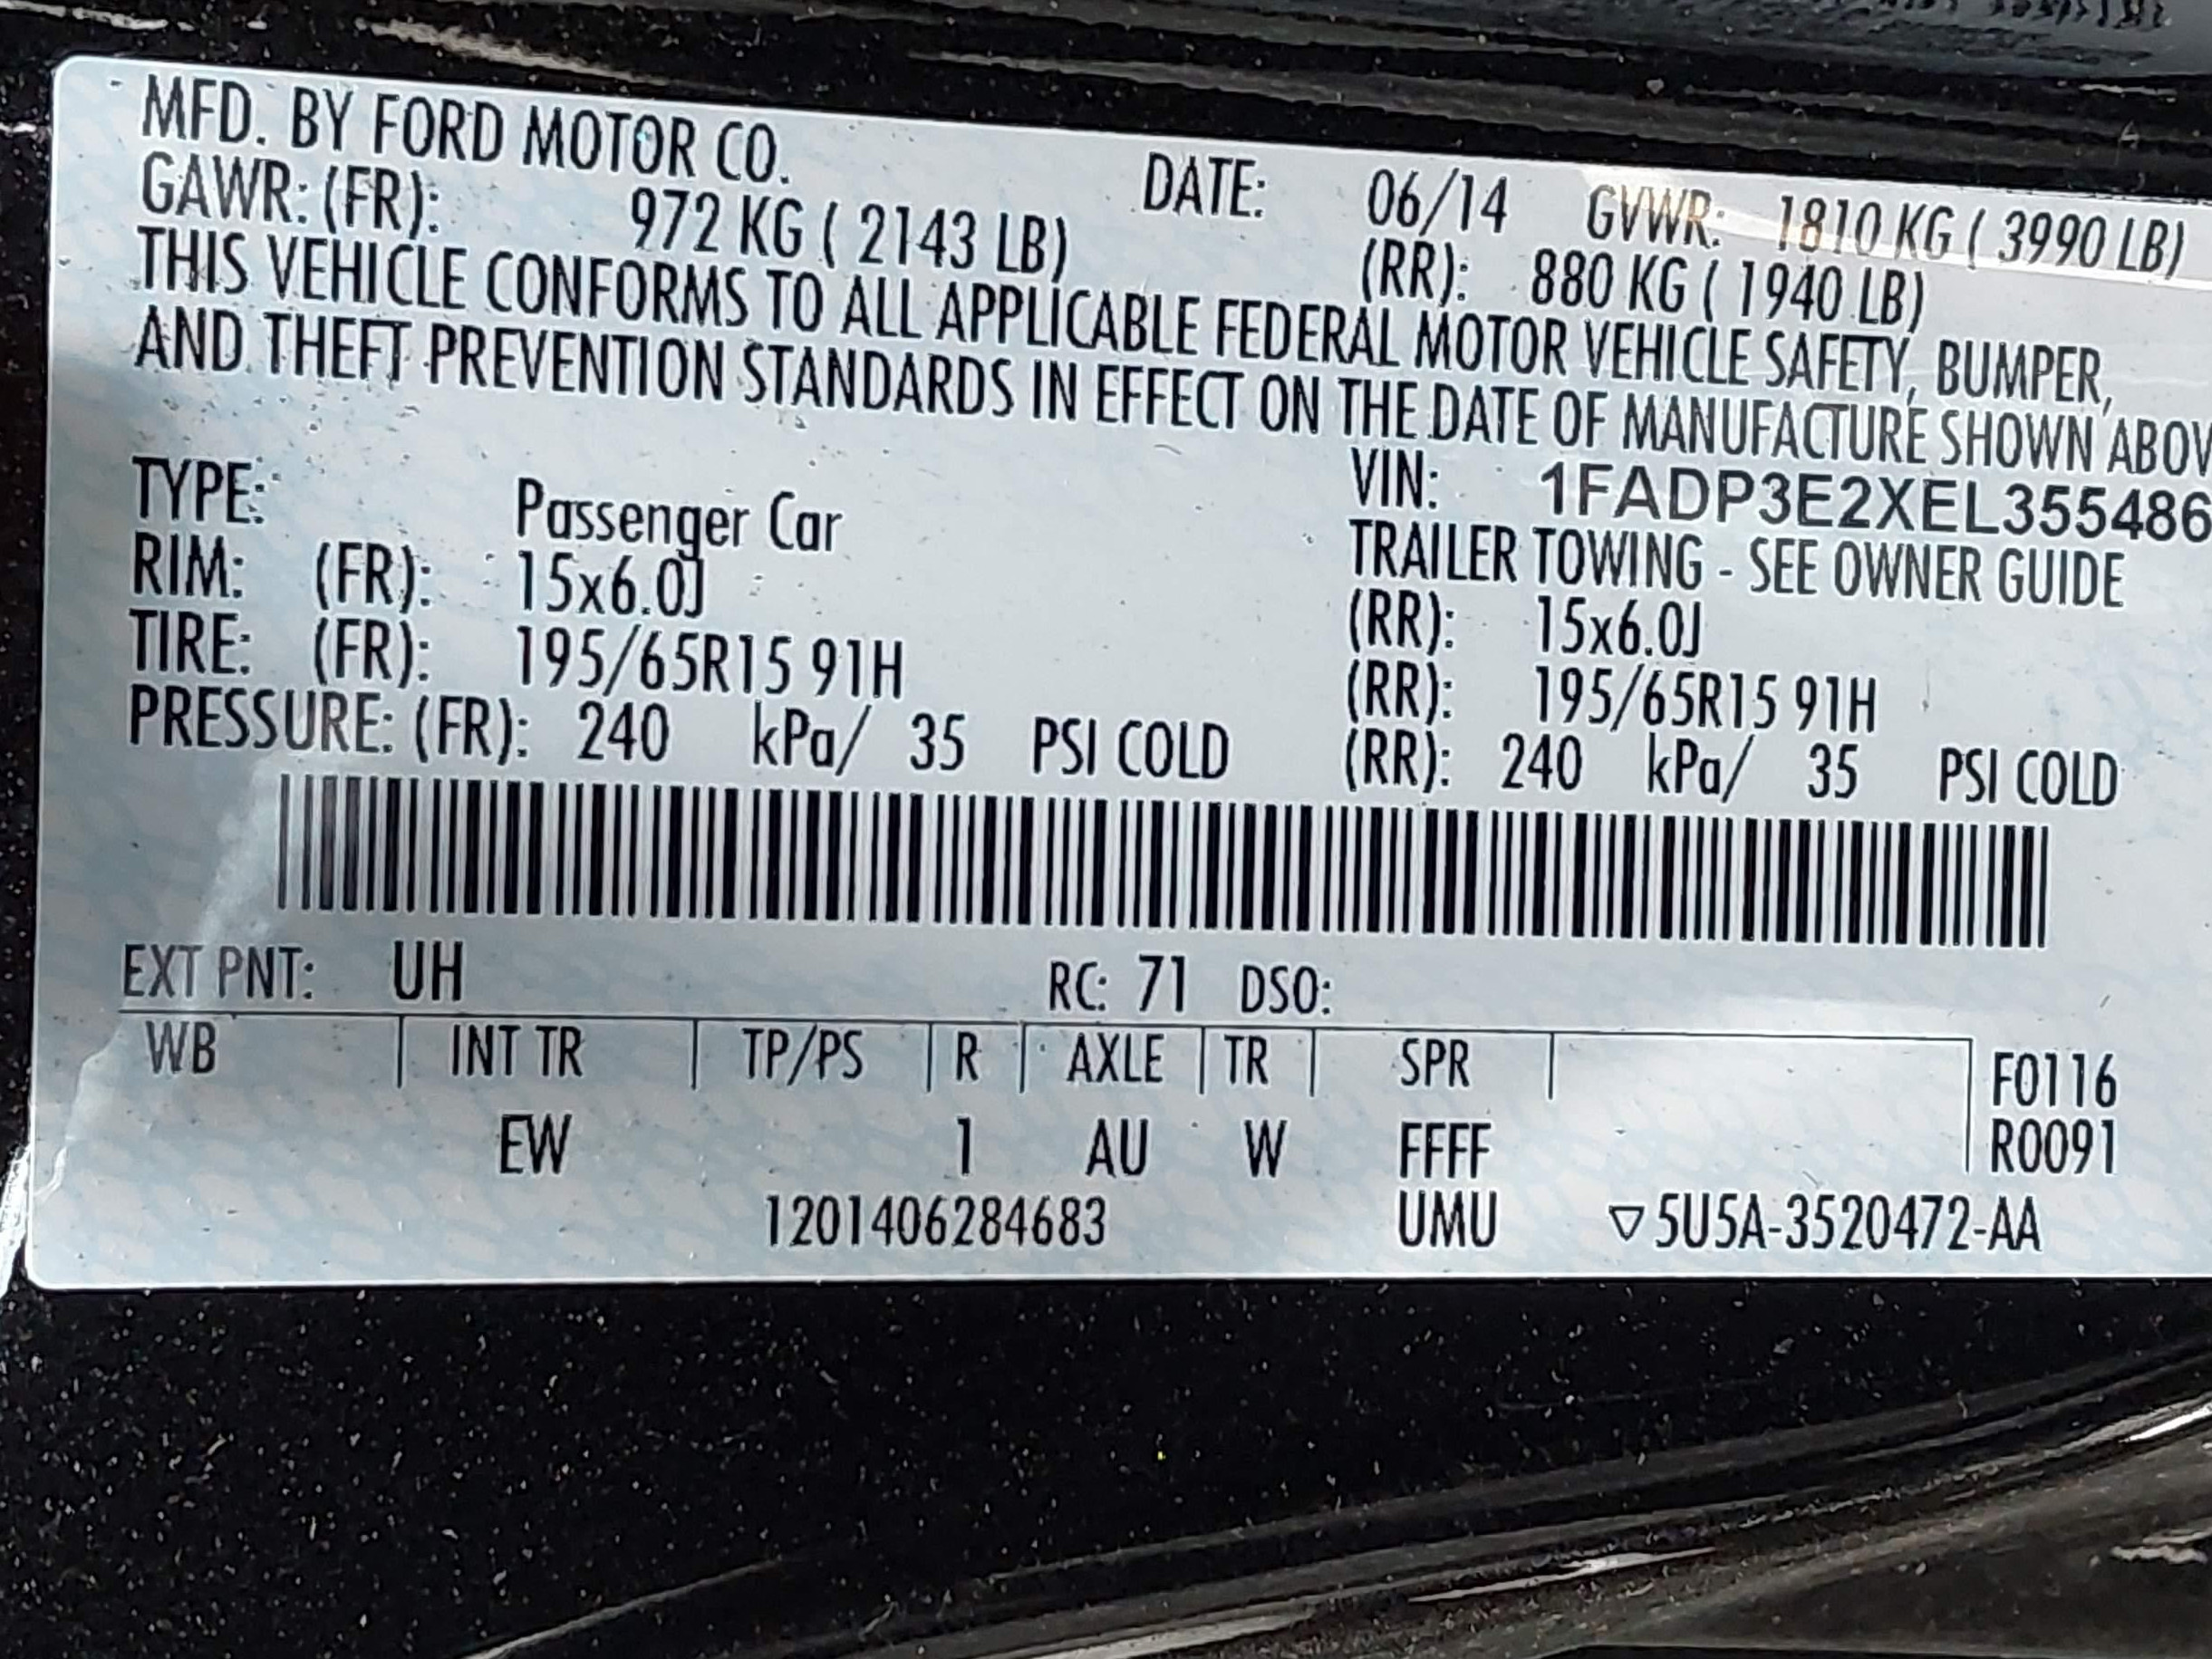 MFD. BY FORD MOTOR CO. DATE: 06/14 GVWR: 1810 KG ( 3990 LB)
GAWR: (FR): 972 KG ( 2143 LB) (RR): 880 KG ( 1940 LB)
THIS VEHICLE CONFORMS TO ALL APPLICABLE FEDERAL MOTOR VEHICLE SAFETY, BUMPER,
AND THEFT PREVENTION STANDARDS IN EFFECT ON THE DATE OF MANUFACTURE SHOWN ABOV
VIN: 1FADP3E2XEL355486
TYPE: Passenger Car TRAILER TOWING - SEE OWNER GUIDE
RIM: (FR): 15x6.0J (RR): 15x6.0J
TIRE: (FR): 195/65R15 91H (RR): 195/65R15 91H
PRESSURE: (FR): 240 kPa/ 35 PSI COLD (RR): 240 kPa/ 35 PSI COLD
EXT PNT: UH RC: 71 DSO:
WB INT TR TP/PS R AXLE TR SPR F0116
EW 1 AU W FFFF R0091
1201406284683 UMU ▽5U5A-3520472-AA